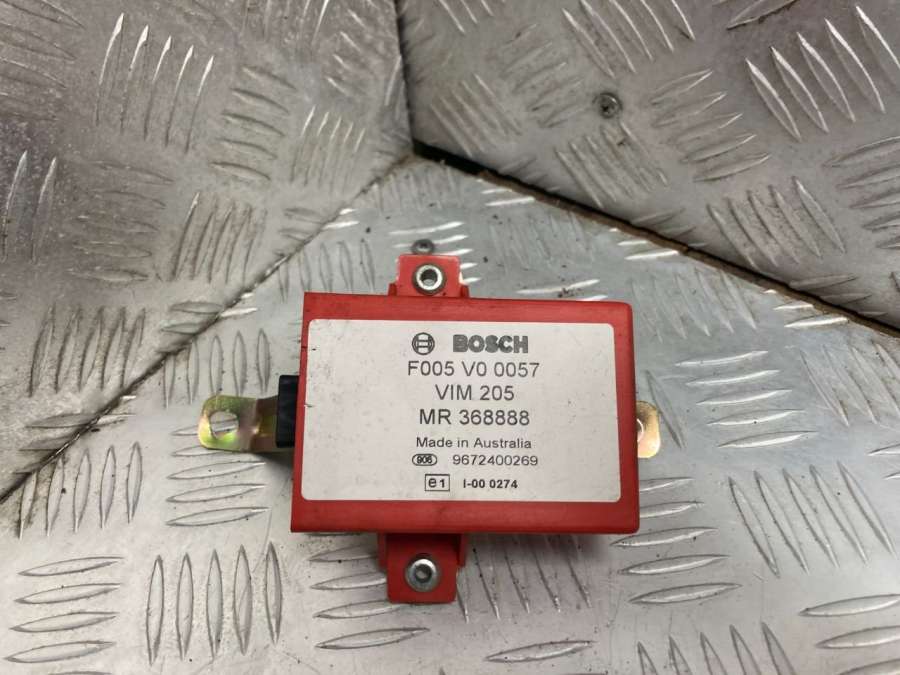 BOSCH
F005 V0 0057
VIM 205
MR 368888
Made in Australia
906 9672400269
e1 I-00 0274